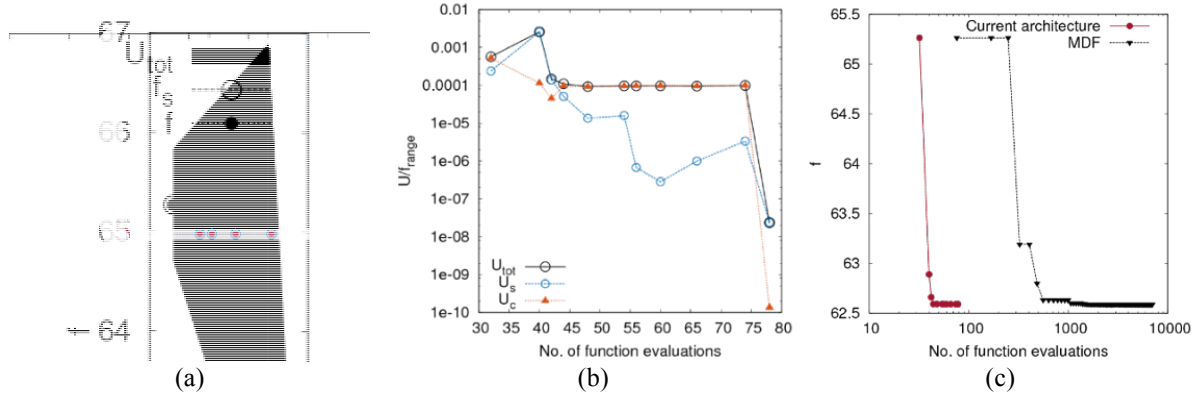 67
U_tot
f_s
f
66
65
64
(a)
0.01
0.001
0.0001
1e-05
1e-06
1e-07
1e-08
1e-09
1e-10
U/f_range
U_tot
U_s
U_c
30 35 40 45 50 55 60 65 70 75 80
No. of function evaluations
(b)
65.5
65
64.5
64
63.5
63
62.5
f
Current architecture
MDF
10 100 1000 10000
No. of function evaluations
(c)